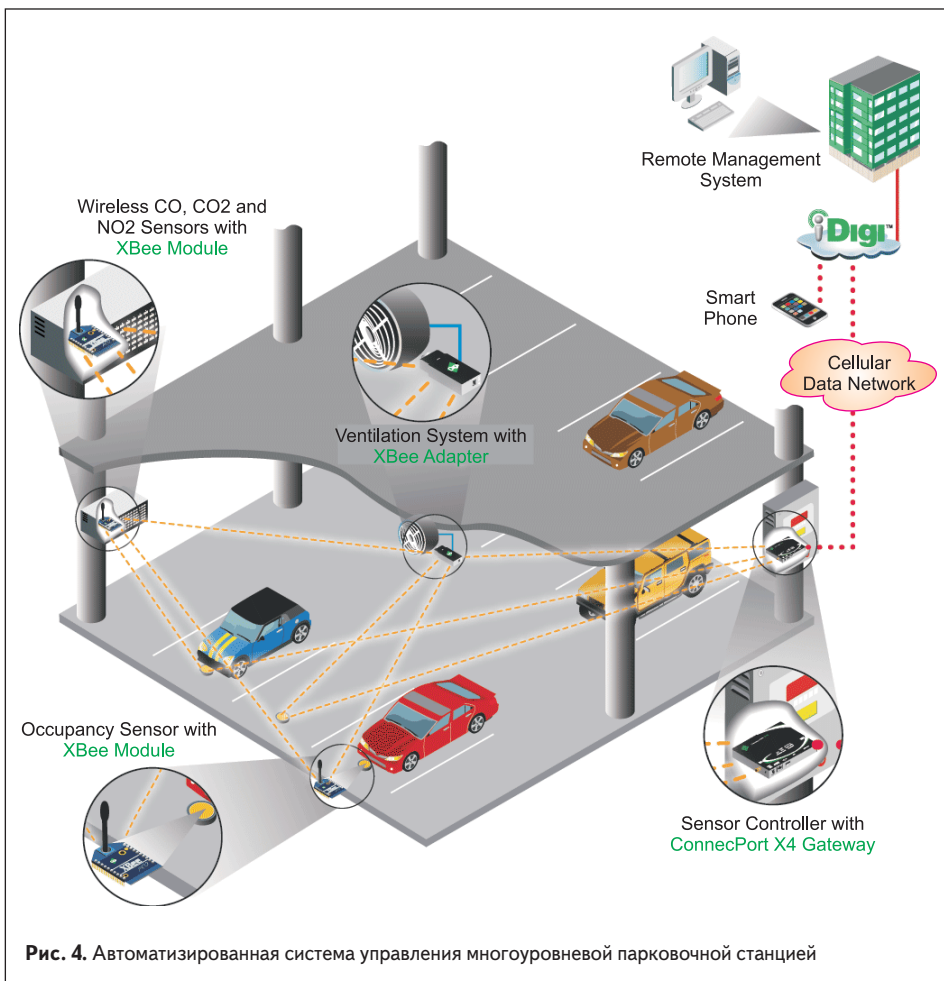 Remote Management
System
Wireless CO, CO2 and
NO2 Sensors with
XBee Module
iDigi™
Smart
Phone
Cellular
Data Network
Ventilation System with
XBee Adapter
Occupancy Sensor with
XBee Module
XBee
Sensor Controller with
ConnecPort X4 Gateway
Рис. 4. Автоматизированная система управления многоуровневой парковочной станцией